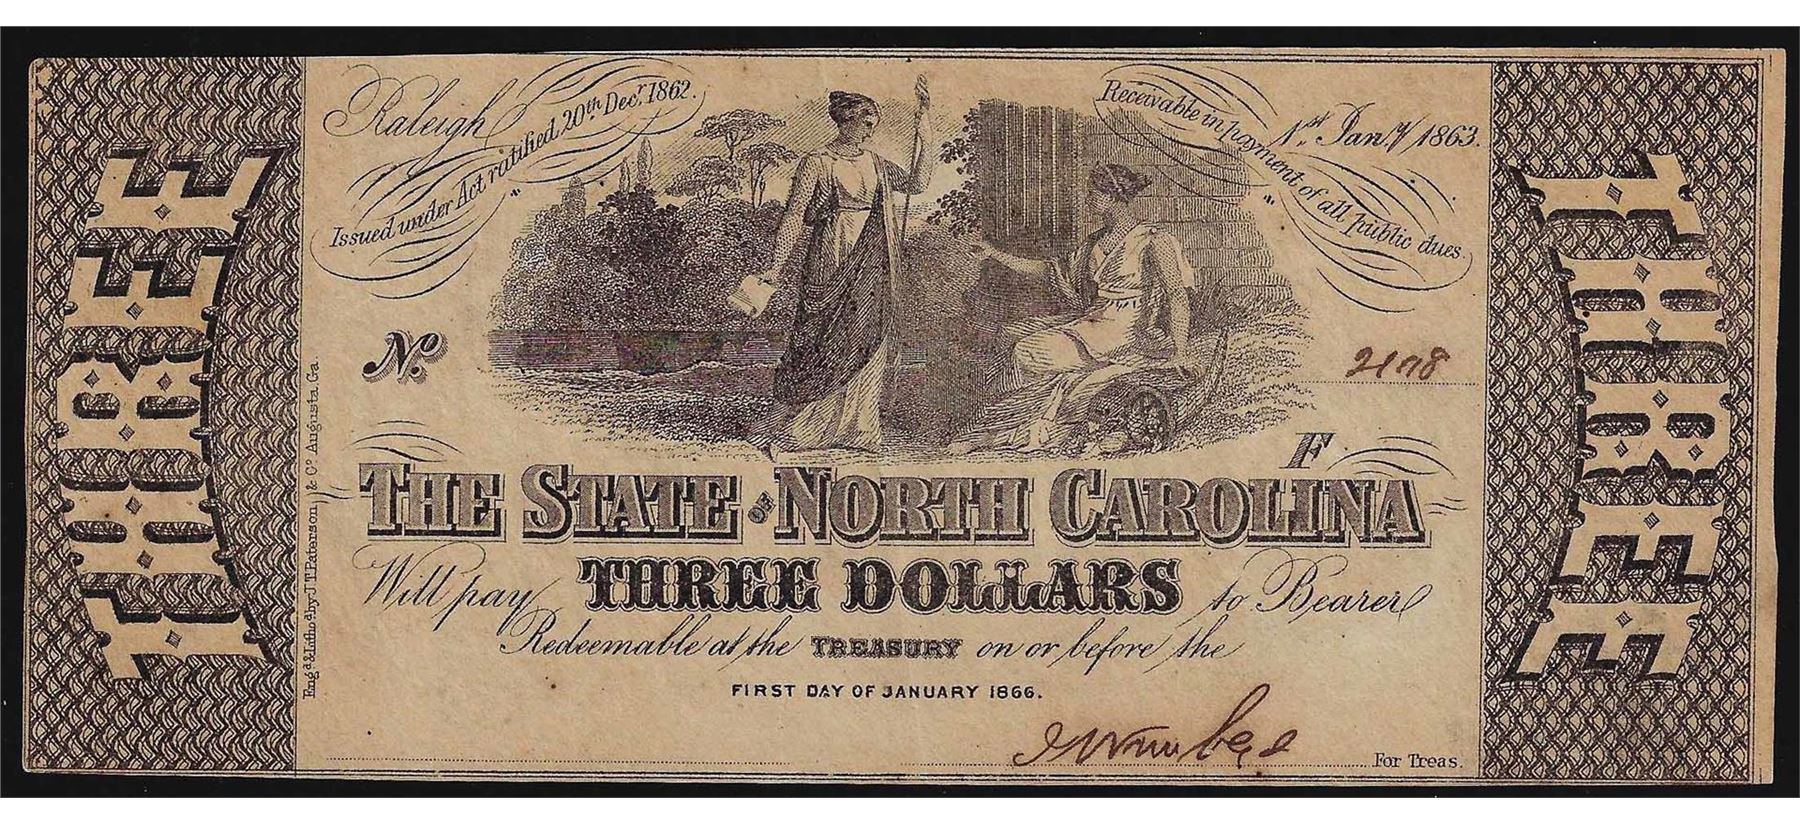 Raleigh
Issued under Act ratified, 20th Decr, 1862.
Receivable in payment of all public dues
1st Jany 1863.
No.
2178
F.
THE STATE OF NORTH CAROLINA
Will pay THREE DOLLARS to Bearer
Redeemable at the TREASURY on or before the
FIRST DAY OF JANUARY 1866.
For Treas.
THREE
THREE
Eng'd & Litho'd by J T Paterson & Co Augusta Ga.